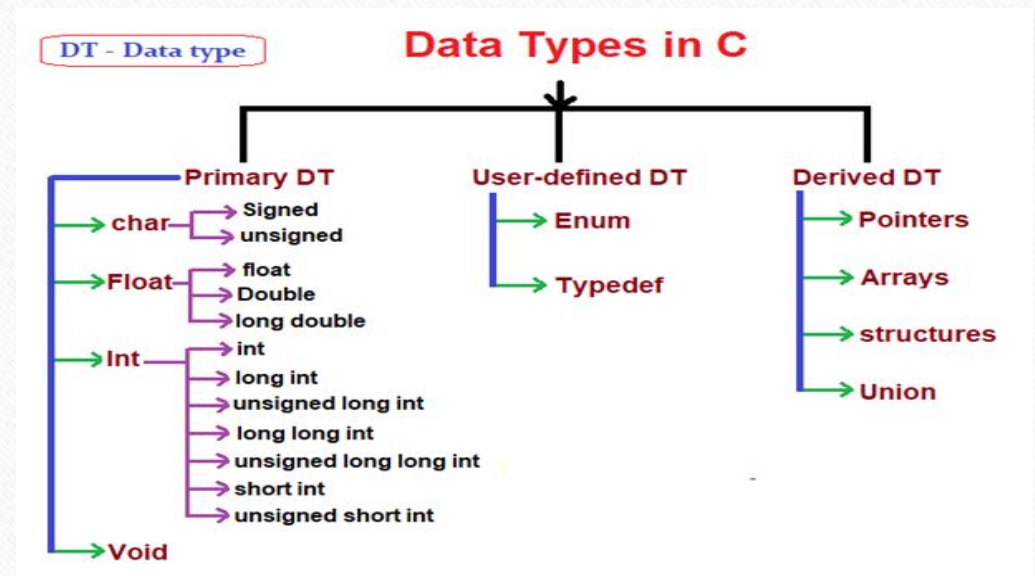 DT - Data type
Data Types in C
Primary DT
char
Signed
unsigned
Float
float
Double
long double
Int
int
long int
unsigned long int
long long int
unsigned long long int
short int
unsigned short int
Void
User-defined DT
Enum
Typedef
Derived DT
Pointers
Arrays
structures
Union